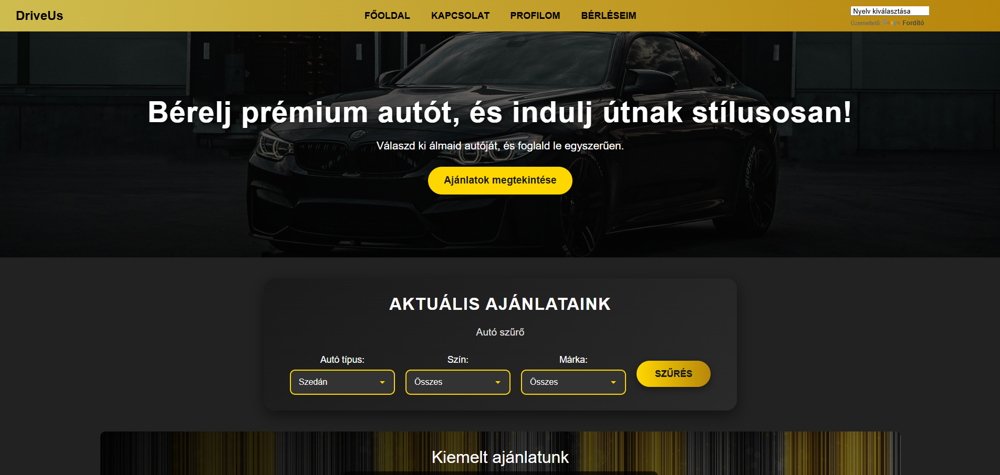 DriveUs
FŐOLDAL
KAPCSOLAT
PROFILOM
BÉRLÉSEIM
Nyelv kiválasztása
Üzemeltető: Google Fordító
Bérelj prémium autót, és indulj útnak stílusosan!
Válaszd ki álmaid autóját, és foglald le egyszerűen.
Ajánlatok megtekintése
AKTUÁLIS AJÁNLATAINK
Autó szűrő
Autó típus:
Szín:
Márka:
Szedán
Összes
Összes
SZŰRÉS
Kiemelt ajánlatunk